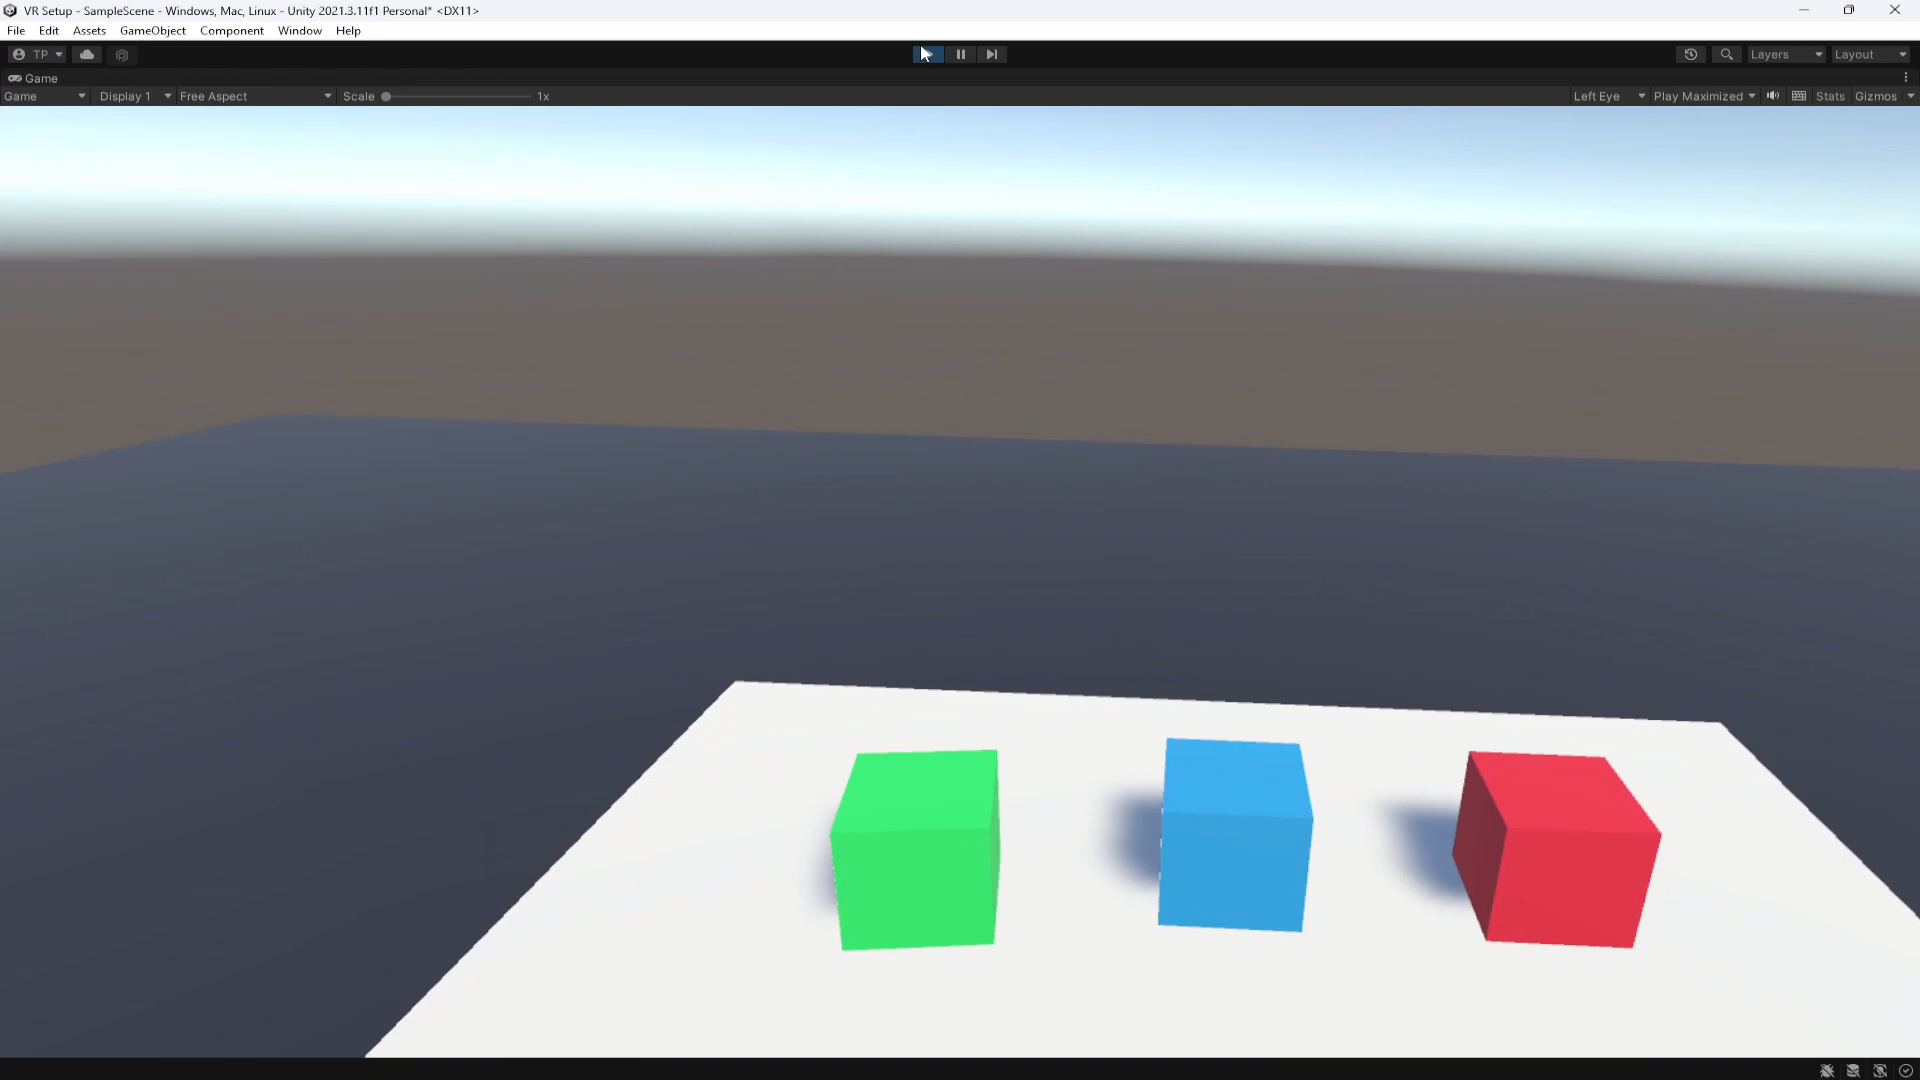 VR Setup - SampleScene - Windows, Mac, Linux - Unity 2021.3.11f1 Personal* <DX11>
File Edit Assets GameObject Component Window Help
TP Layers Layout
Game
Game Display 1 Free Aspect Scale 1x Left Eye Play Maximized Stats Gizmos